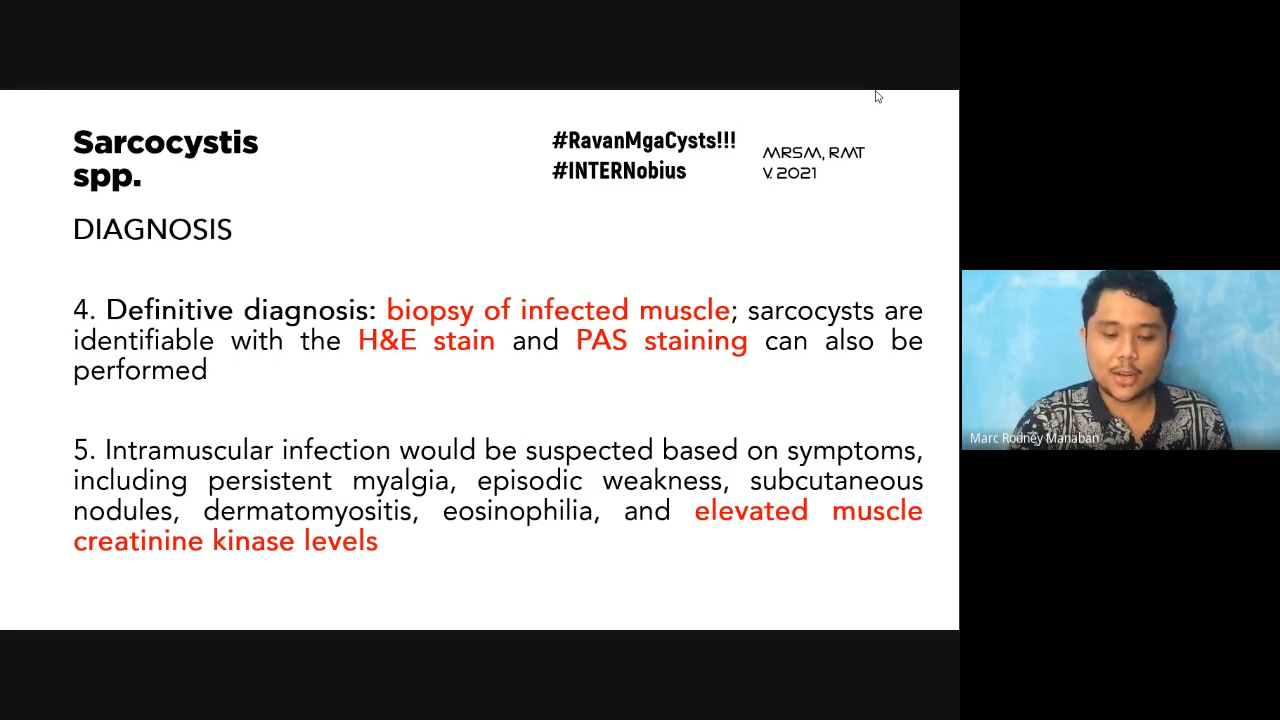 Sarcocystis
spp.
#RavanMgaCysts!!!
#INTERNobius
MRSM, RMT
V. 2021
DIAGNOSIS
4. Definitive diagnosis: biopsy of infected muscle; sarcocysts are
identifiable with the H&E stain and PAS staining can also be
performed
5. Intramuscular infection would be suspected based on symptoms,
including persistent myalgia, episodic weakness, subcutaneous
nodules, dermatomyositis, eosinophilia, and elevated muscle
creatinine kinase levels
Marc Rodney Manaban